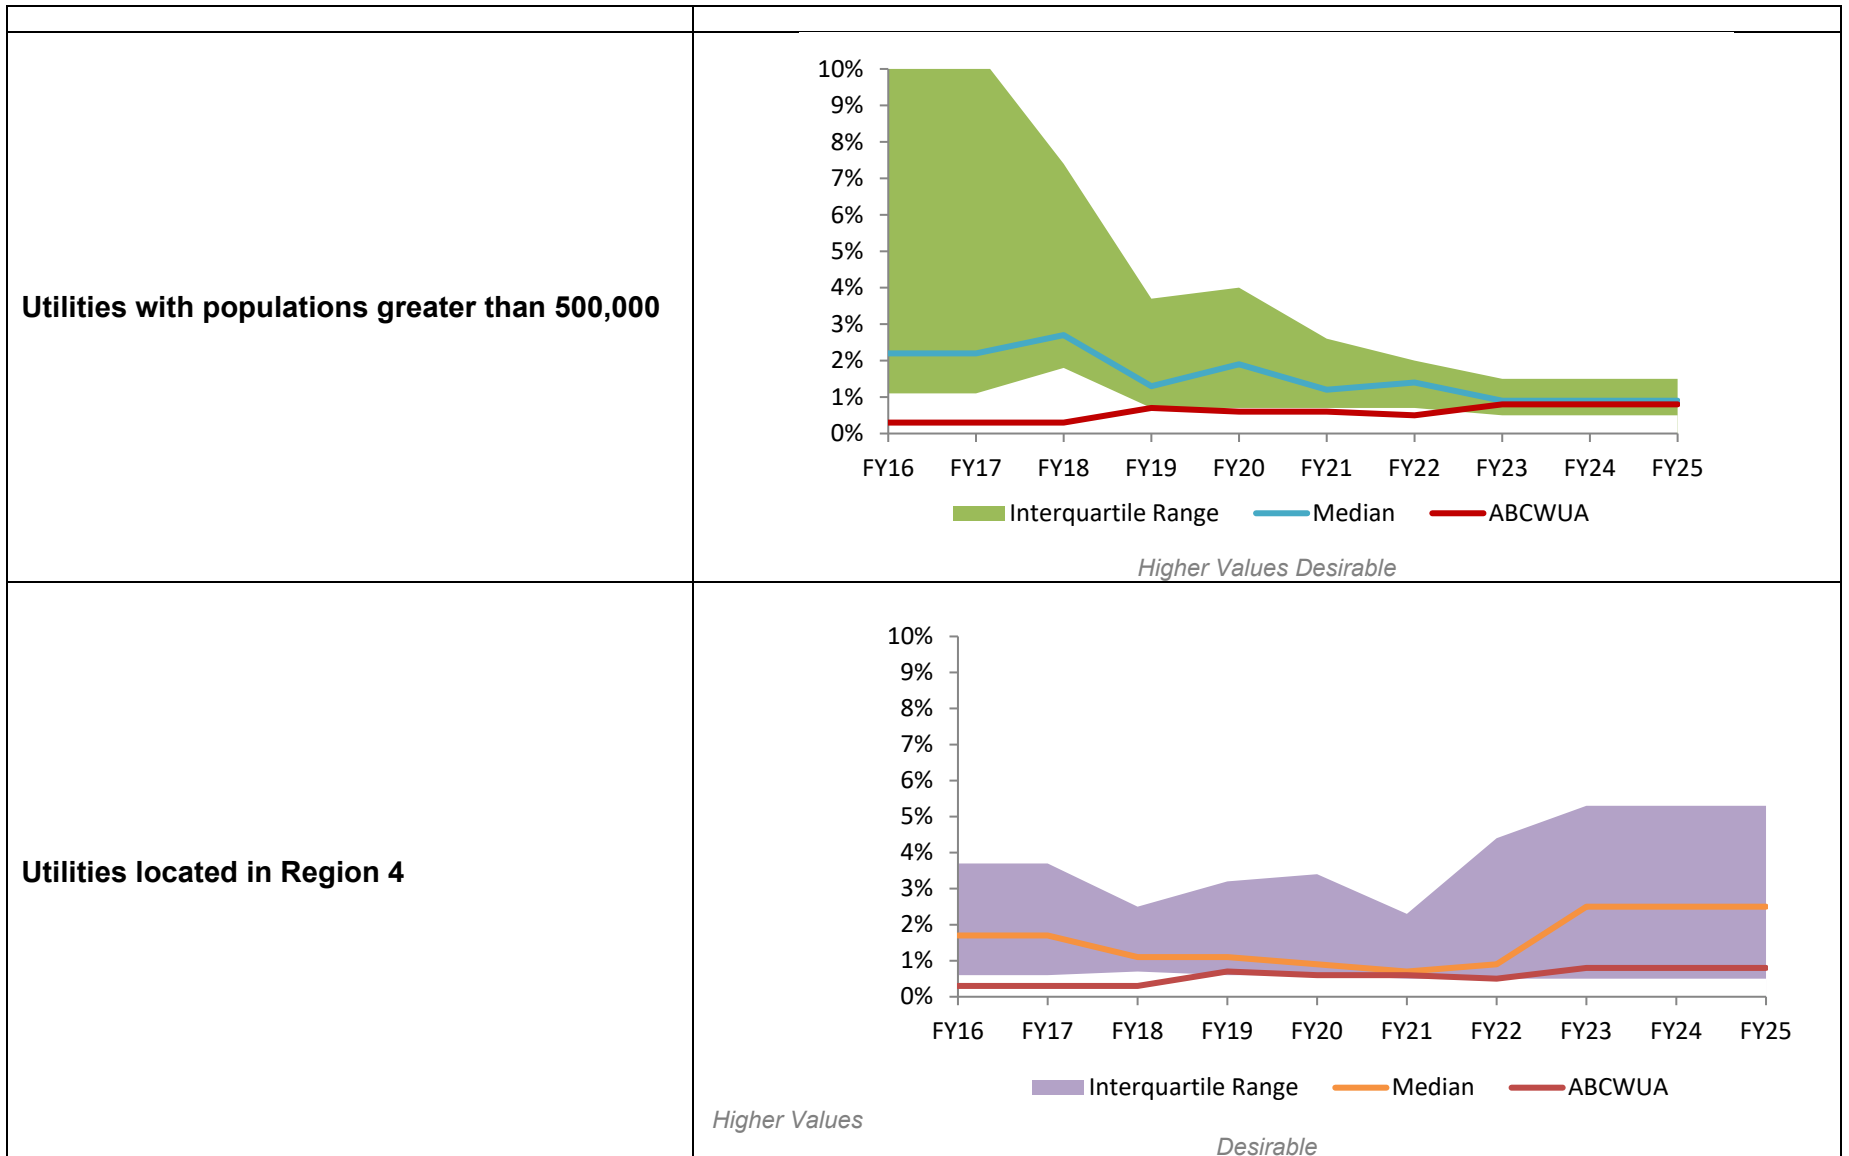 10%
9%
8%
7%
6%
5%
4%
3%
2%
1%
0%
Utilities with populations greater than 500,000
FY16 FY17 FY18 FY19 FY20 FY21 FY22 FY23 FY24 FY25
Interquartile Range Median ABCWUA
Higher Values Desirable
10%
9%
8%
7%
6%
5%
4%
3%
2%
1%
0%
Utilities located in Region 4
FY16 FY17 FY18 FY19 FY20 FY21 FY22 FY23 FY24 FY25
Interquartile Range Median ABCWUA
Higher Values
Desirable